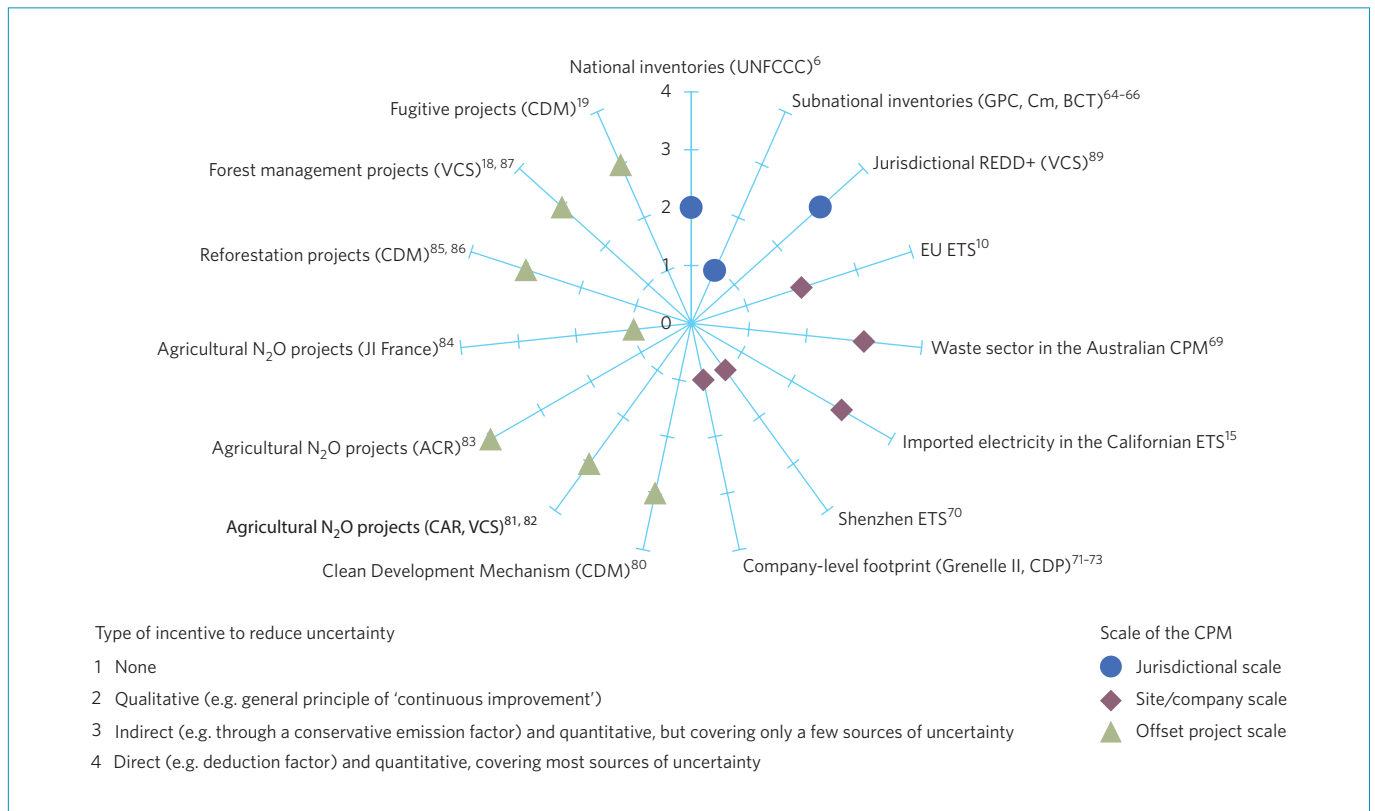 National inventories (UNFCCC)6
4
Subnational inventories (GPC, Cm, BCT)64–66
Fugitive projects (CDM)19
3
Jurisdictional REDD+ (VCS)89
Forest management projects (VCS)18, 87
2
EU ETS10
Reforestation projects (CDM)85, 86
1
0
Waste sector in the Australian CPM69
Agricultural N2O projects (JI France)84
Imported electricity in the Californian ETS15
Agricultural N2O projects (ACR)83
Shenzhen ETS70
Agricultural N2O projects (CAR, VCS)81, 82
Company-level footprint (Grenelle II, CDP)71–73
Clean Development Mechanism (CDM)80
Type of incentive to reduce uncertainty
1 None
2 Qualitative (e.g. general principle of ‘continuous improvement’)
3 Indirect (e.g. through a conservative emission factor) and quantitative, but covering only a few sources of uncertainty
4 Direct (e.g. deduction factor) and quantitative, covering most sources of uncertainty
Scale of the CPM
Jurisdictional scale
Site/company scale
Offset project scale